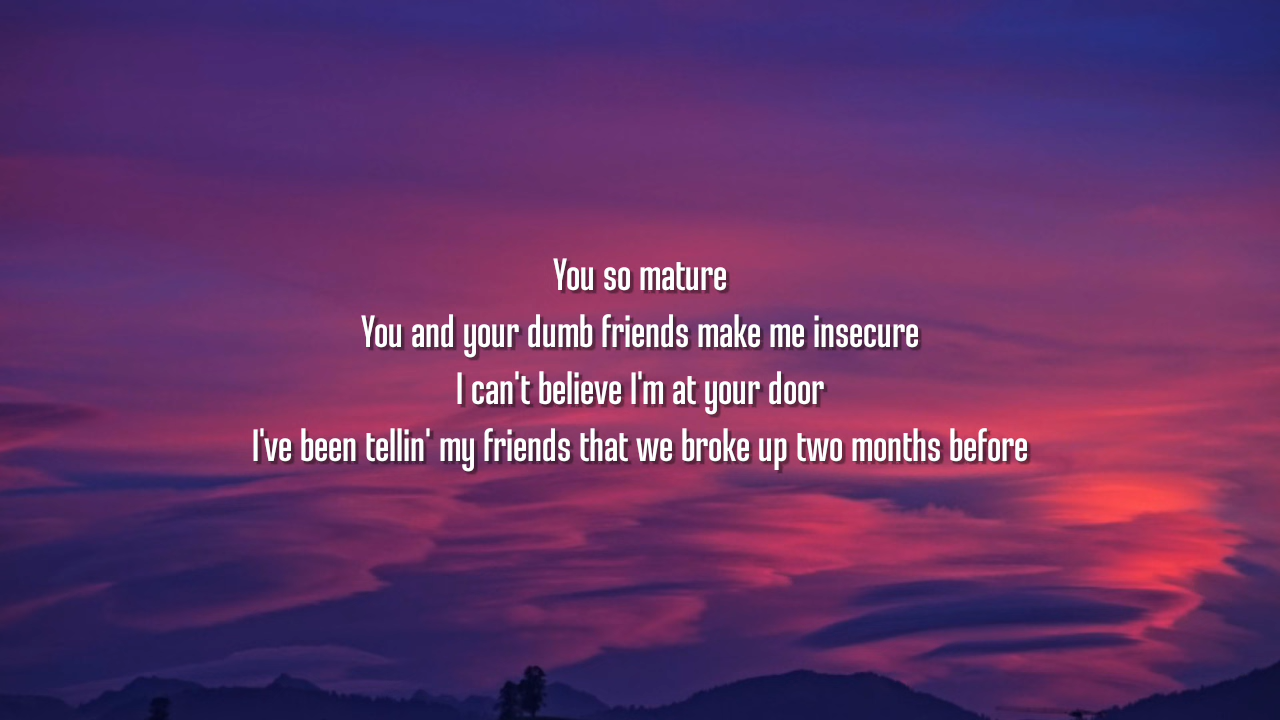 You so mature
You and your dumb friends make me insecure
I can't believe I'm at your door
I've been tellin' my friends that we broke up two months before